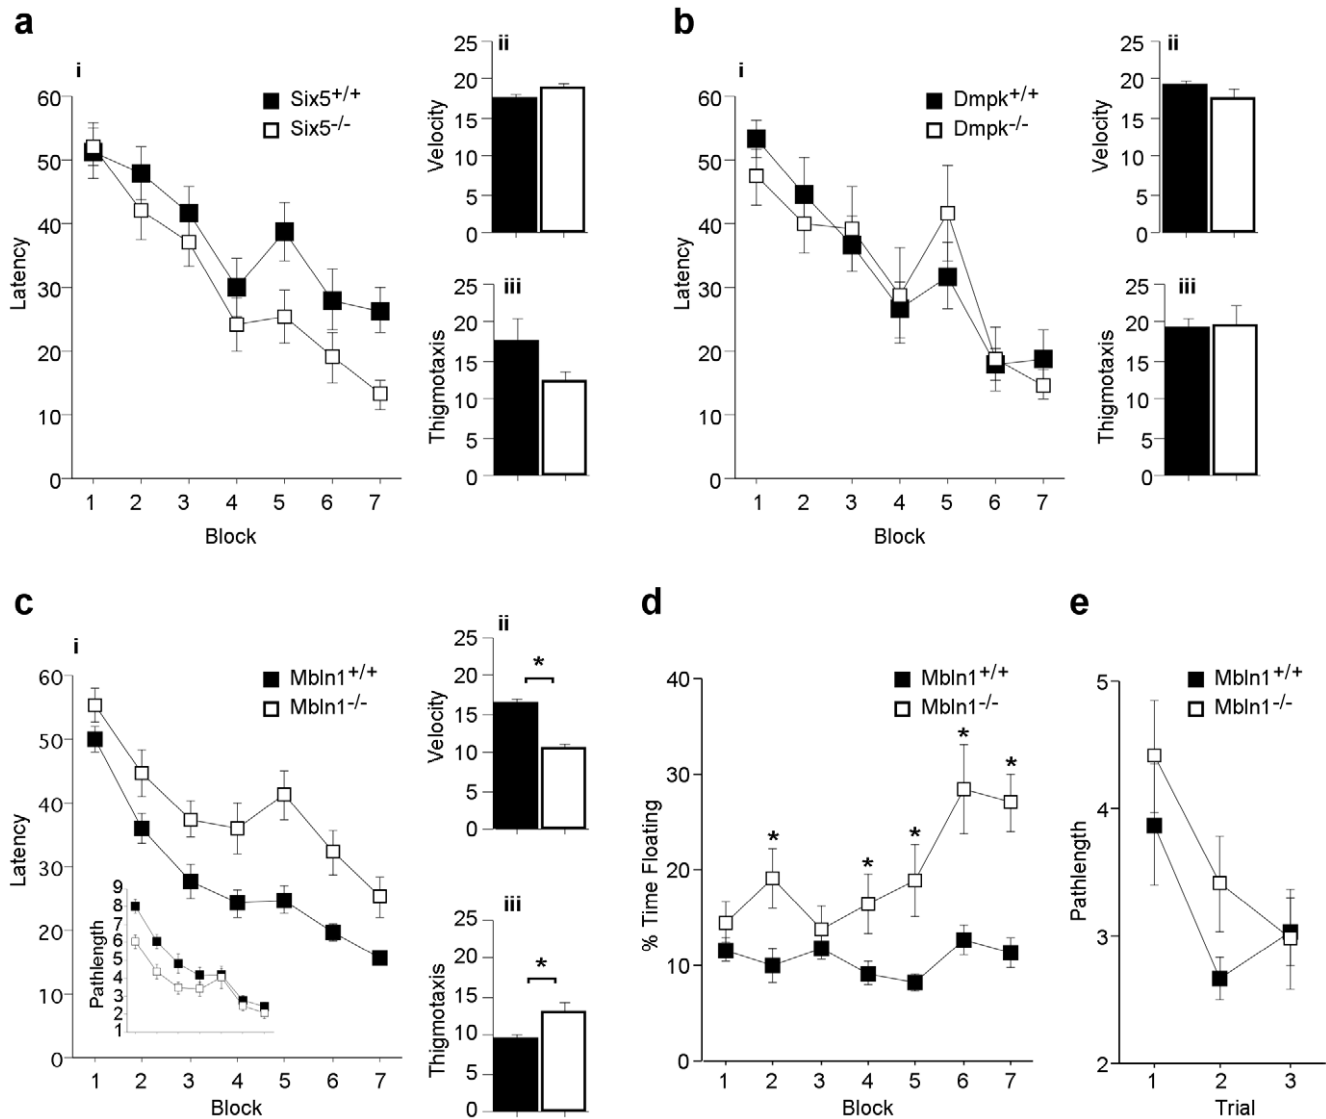 a
i
Six5+/+
Six5-/-
Latency
60
50
40
30
20
10
0
1 2 3 4 5 6 7
Block
ii
Velocity
25
20
15
10
5
0
iii
Thigmotaxis
25
20
15
10
5
0
b
i
Dmpk+/+
Dmpk-/-
Latency
60
50
40
30
20
10
0
1 2 3 4 5 6 7
Block
ii
Velocity
25
20
15
10
5
0
iii
Thigmotaxis
25
20
15
10
5
0
c
i
Mbln1+/+
Mbln1-/-
Latency
60
50
40
30
20
10
0
1 2 3 4 5 6 7
Block
Pathlength
9
8
7
6
5
4
3
2
1
ii
Velocity
25
20
15
10
5
0
*
iii
Thigmotaxis
25
20
15
10
5
0
*
d
Mbln1+/+
Mbln1-/-
% Time Floating
40
30
20
10
0
* * * * *
1 2 3 4 5 6 7
Block
e
Mbln1+/+
Mbln1-/-
Pathlength
5
4
3
2
1 2 3
Trial